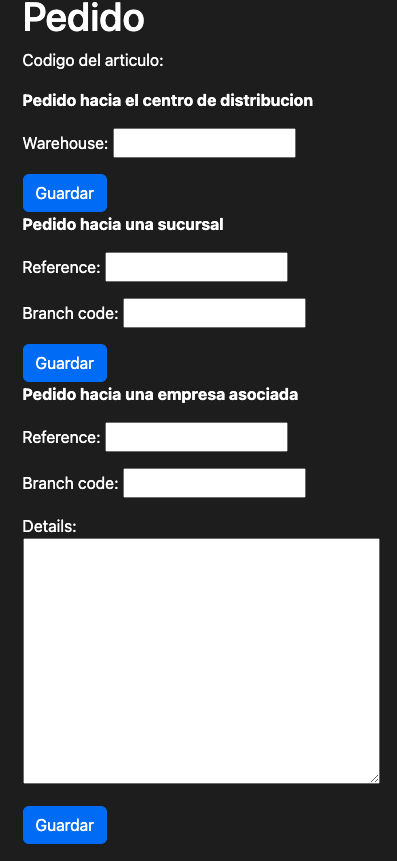 Pedido
Codigo del articulo:
Pedido hacia el centro de distribucion
Warehouse:
Guardar
Pedido hacia una sucursal
Reference:
Branch code:
Guardar
Pedido hacia una empresa asociada
Reference:
Branch code:
Details:
Guardar